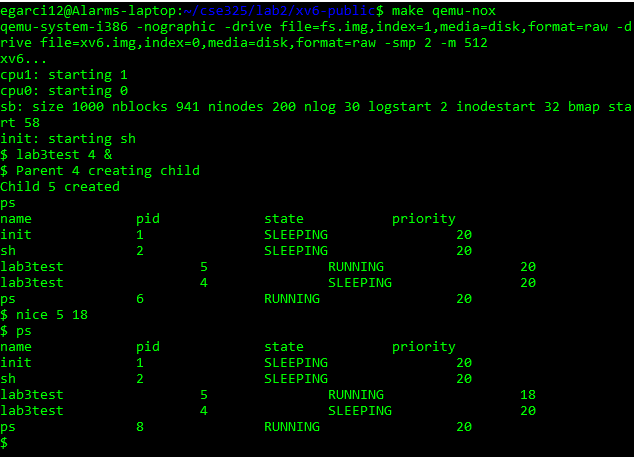 egarci12@Alarms-laptop:~/cse325/lab2/xv6-public$ make qemu-nox
qemu-system-i386 -nographic -drive file=fs.img,index=1,media=disk,format=raw -d
rive file=xv6.img,index=0,media=disk,format=raw -smp 2 -m 512
xv6...
cpu1: starting 1
cpu0: starting 0
sb: size 1000 nblocks 941 ninodes 200 nlog 30 logstart 2 inodestart 32 bmap sta
rt 58
init: starting sh
$ lab3test 4 &
$ Parent 4 creating child
Child 5 created
ps
name pid state priority
init 1 SLEEPING 20
sh 2 SLEEPING 20
lab3test 5 RUNNING 20
lab3test 4 SLEEPING 20
ps 6 RUNNING 20
$ nice 5 18
$ ps
name pid state priority
init 1 SLEEPING 20
sh 2 SLEEPING 20
lab3test 5 RUNNING 18
lab3test 4 SLEEPING 20
ps 8 RUNNING 20
$